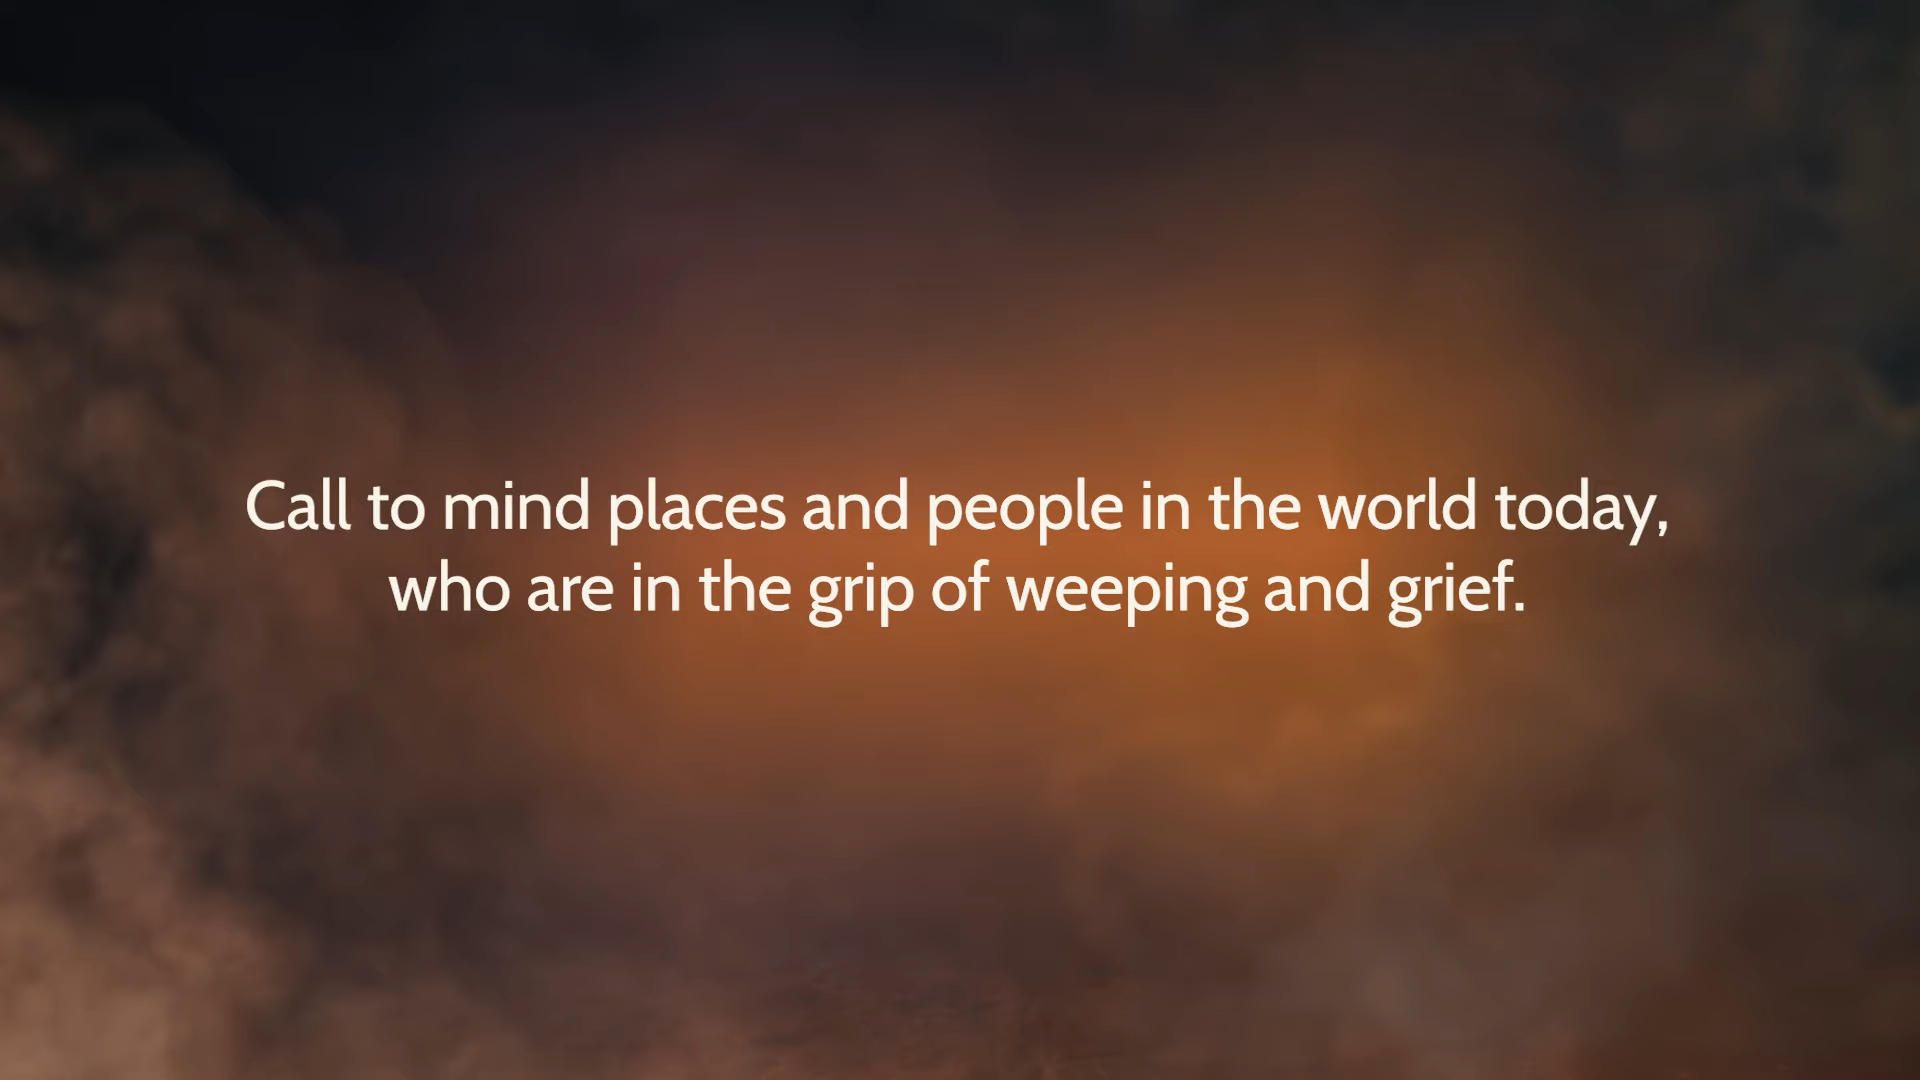 Call to mind places and people in the world today,
who are in the grip of weeping and grief.